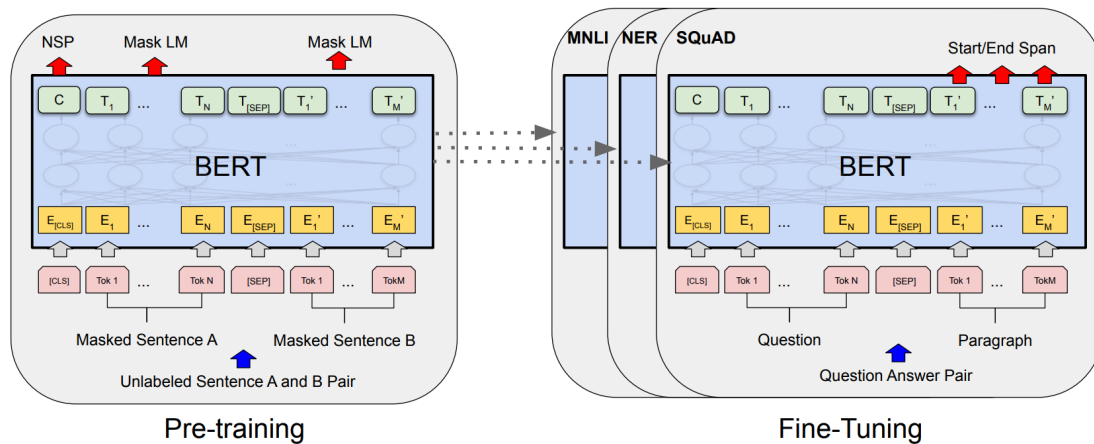 NSP Mask LM Mask LM
C T1 ... TN T[SEP] T1' ... TM'
...
BERT
...
E[CLS] E1 ... EN E[SEP] E1' ... EM'
[CLS] Tok 1 ... Tok N [SEP] Tok 1 ... TokM
Masked Sentence A Masked Sentence B
Unlabeled Sentence A and B Pair
Pre-training
MNLI NER SQuAD
Start/End Span
C T1 ... TN T[SEP] T1' ... TM'
...
BERT
...
E[CLS] E1 ... EN E[SEP] E1' ... EM'
[CLS] Tok 1 ... Tok N [SEP] Tok 1 ... TokM
Question Paragraph
Question Answer Pair
Fine-Tuning